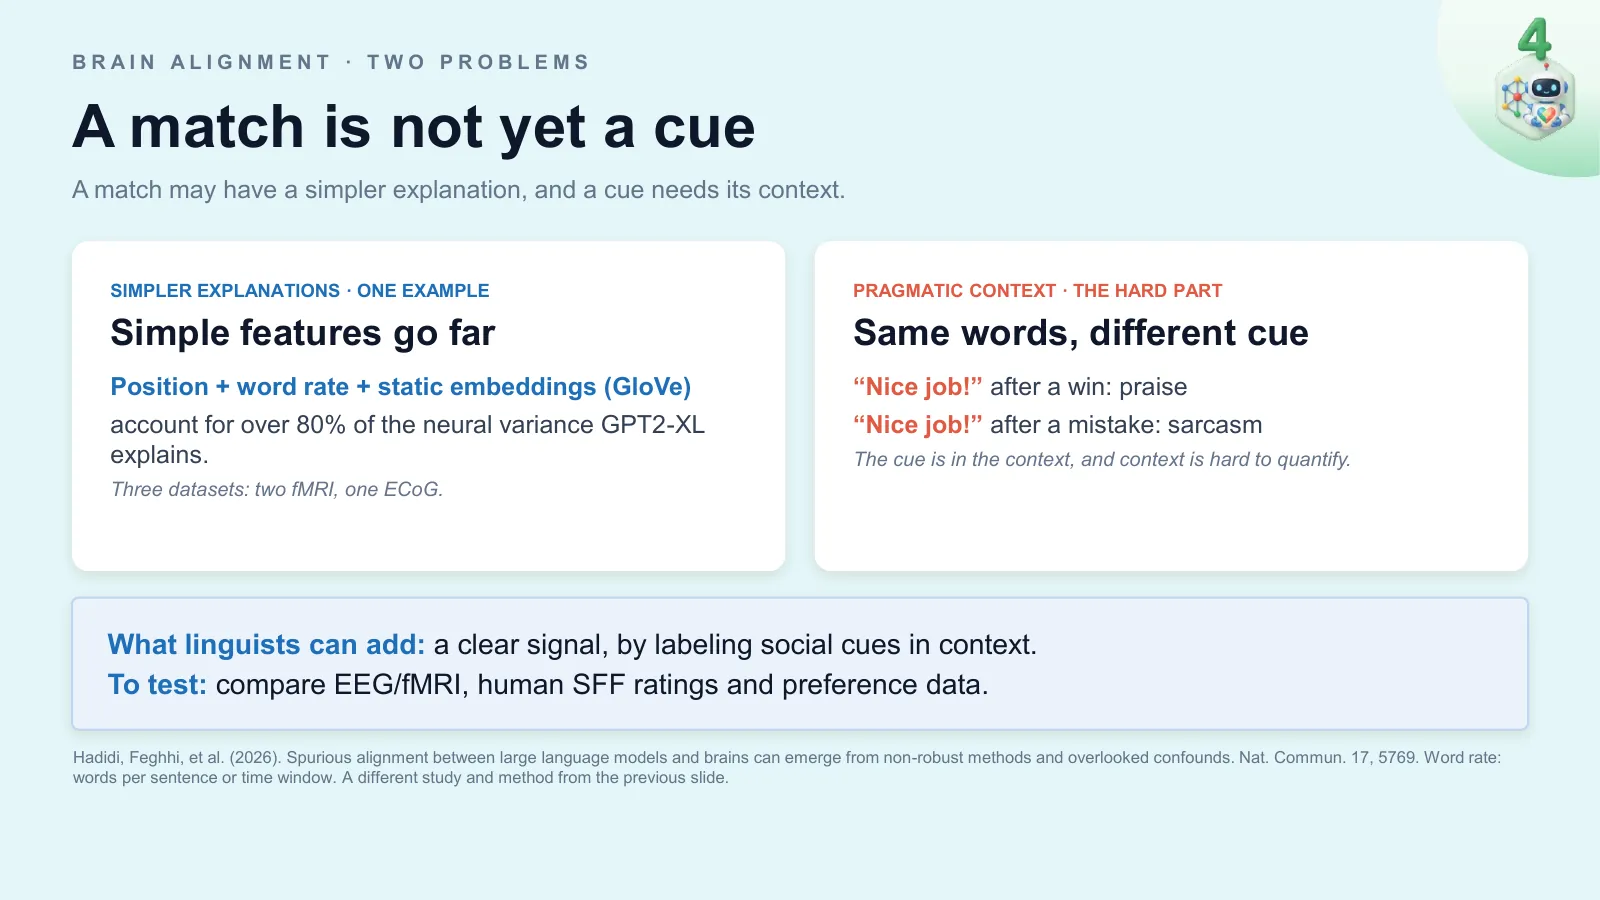 BRAIN ALIGNMENT · TWO PROBLEMS
4
A match is not yet a cue
A match may have a simpler explanation, and a cue needs its context.
SIMPLER EXPLANATIONS · ONE EXAMPLE
Simple features go far
Position + word rate + static embeddings (GloVe)
account for over 80% of the neural variance GPT2-XL
explains.
Three datasets: two fMRI, one ECoG.
PRAGMATIC CONTEXT · THE HARD PART
Same words, different cue
“Nice job!” after a win: praise
“Nice job!” after a mistake: sarcasm
The cue is in the context, and context is hard to quantify.
What linguists can add: a clear signal, by labeling social cues in context.
To test: compare EEG/fMRI, human SFF ratings and preference data.
Hadidi, Feghhi, et al. (2026). Spurious alignment between large language models and brains can emerge from non-robust methods and overlooked confounds. Nat. Commun. 17, 5769. Word rate:
words per sentence or time window. A different study and method from the previous slide.